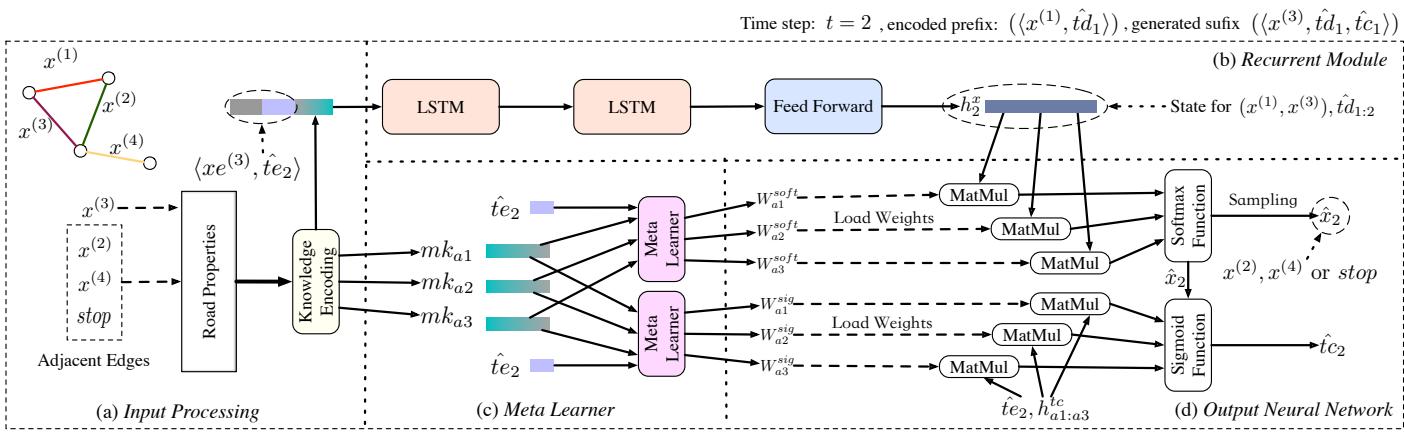 Time step: t = 2 , encoded prefix: (⟨x^(1), t̂d_1⟩) , generated sufix (⟨x^(3), t̂d_1, t̂c_1⟩)
(b) Recurrent Module
x^(1)
x^(2)
x^(3)
x^(4)
⟨xe^(3), t̂e_2⟩
LSTM
LSTM
Feed Forward
h_2^x
State for (x^(1), x^(3)), t̂d_1:2
x^(3)
x^(2)
x^(4)
stop
Adjacent Edges
Road Properties
Knowledge
Encoding
(a) Input Processing
mk_a1
mk_a2
mk_a3
t̂e_2
t̂e_2
Meta
Learner
Meta
Learner
(c) Meta Learner
W_a1^soft
W_a2^soft
W_a3^soft
Load Weights
W_a1^sig
W_a2^sig
W_a3^sig
Load Weights
MatMul
MatMul
MatMul
MatMul
MatMul
MatMul
t̂e_2, h_a1:a3^tc
Softmax
Function
x̂_2
Sigmoid
Function
Sampling
x̂_2
x^(2), x^(4) or stop
t̂c_2
(d) Output Neural Network